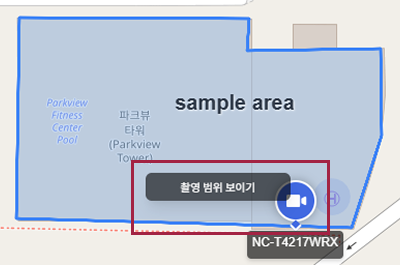 sample area
Parkview
Fitness
Center
Pool
파크뷰
타워
(Parkview
Tower)
촬영 범위 보이기
H
NC-T4217WRX